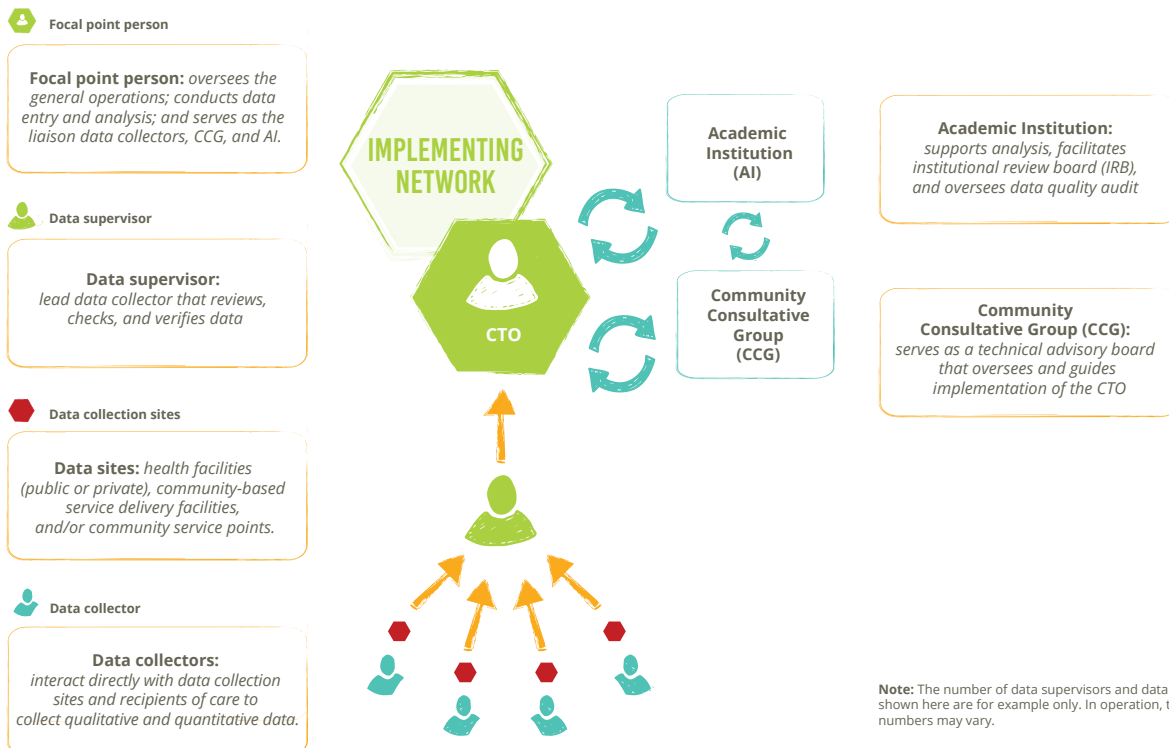 Focal point person
Focal point person: oversees the
general operations; conducts data
entry and analysis; and serves as the
liaison data collectors, CCG, and AI.
Data supervisor
Data supervisor:
lead data collector that reviews,
checks, and verifies data
Data collection sites
Data sites: health facilities
(public or private), community-based
service delivery facilities,
and/or community service points.
Data collector
Data collectors:
interact directly with data collection
sites and recipients of care to
collect qualitative and quantitative data.
IMPLEMENTING
NETWORK
CTO
Academic
Institution
(AI)
Community
Consultative
Group
(CCG)
Academic Institution:
supports analysis, facilitates
institutional review board (IRB),
and oversees data quality audit
Community
Consultative Group (CCG):
serves as a technical advisory board
that oversees and guides
implementation of the CTO
Note: The number of data supervisors and data
shown here are for example only. In operation,
numbers may vary.